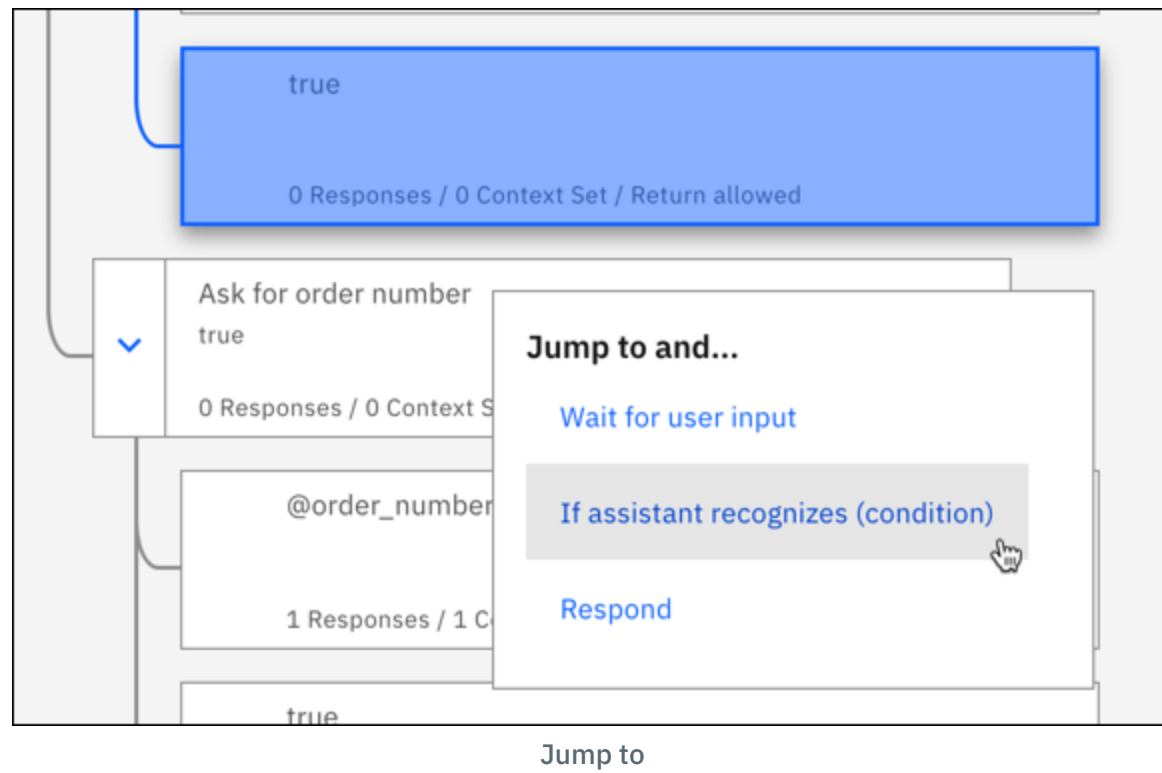 true
0 Responses / 0 Context Set / Return allowed
Ask for order number
true
0 Responses / 0 Context S
Jump to and...
Wait for user input
@order_number
If assistant recognizes (condition)
1 Responses / 1 C
Respond
true
Jump to